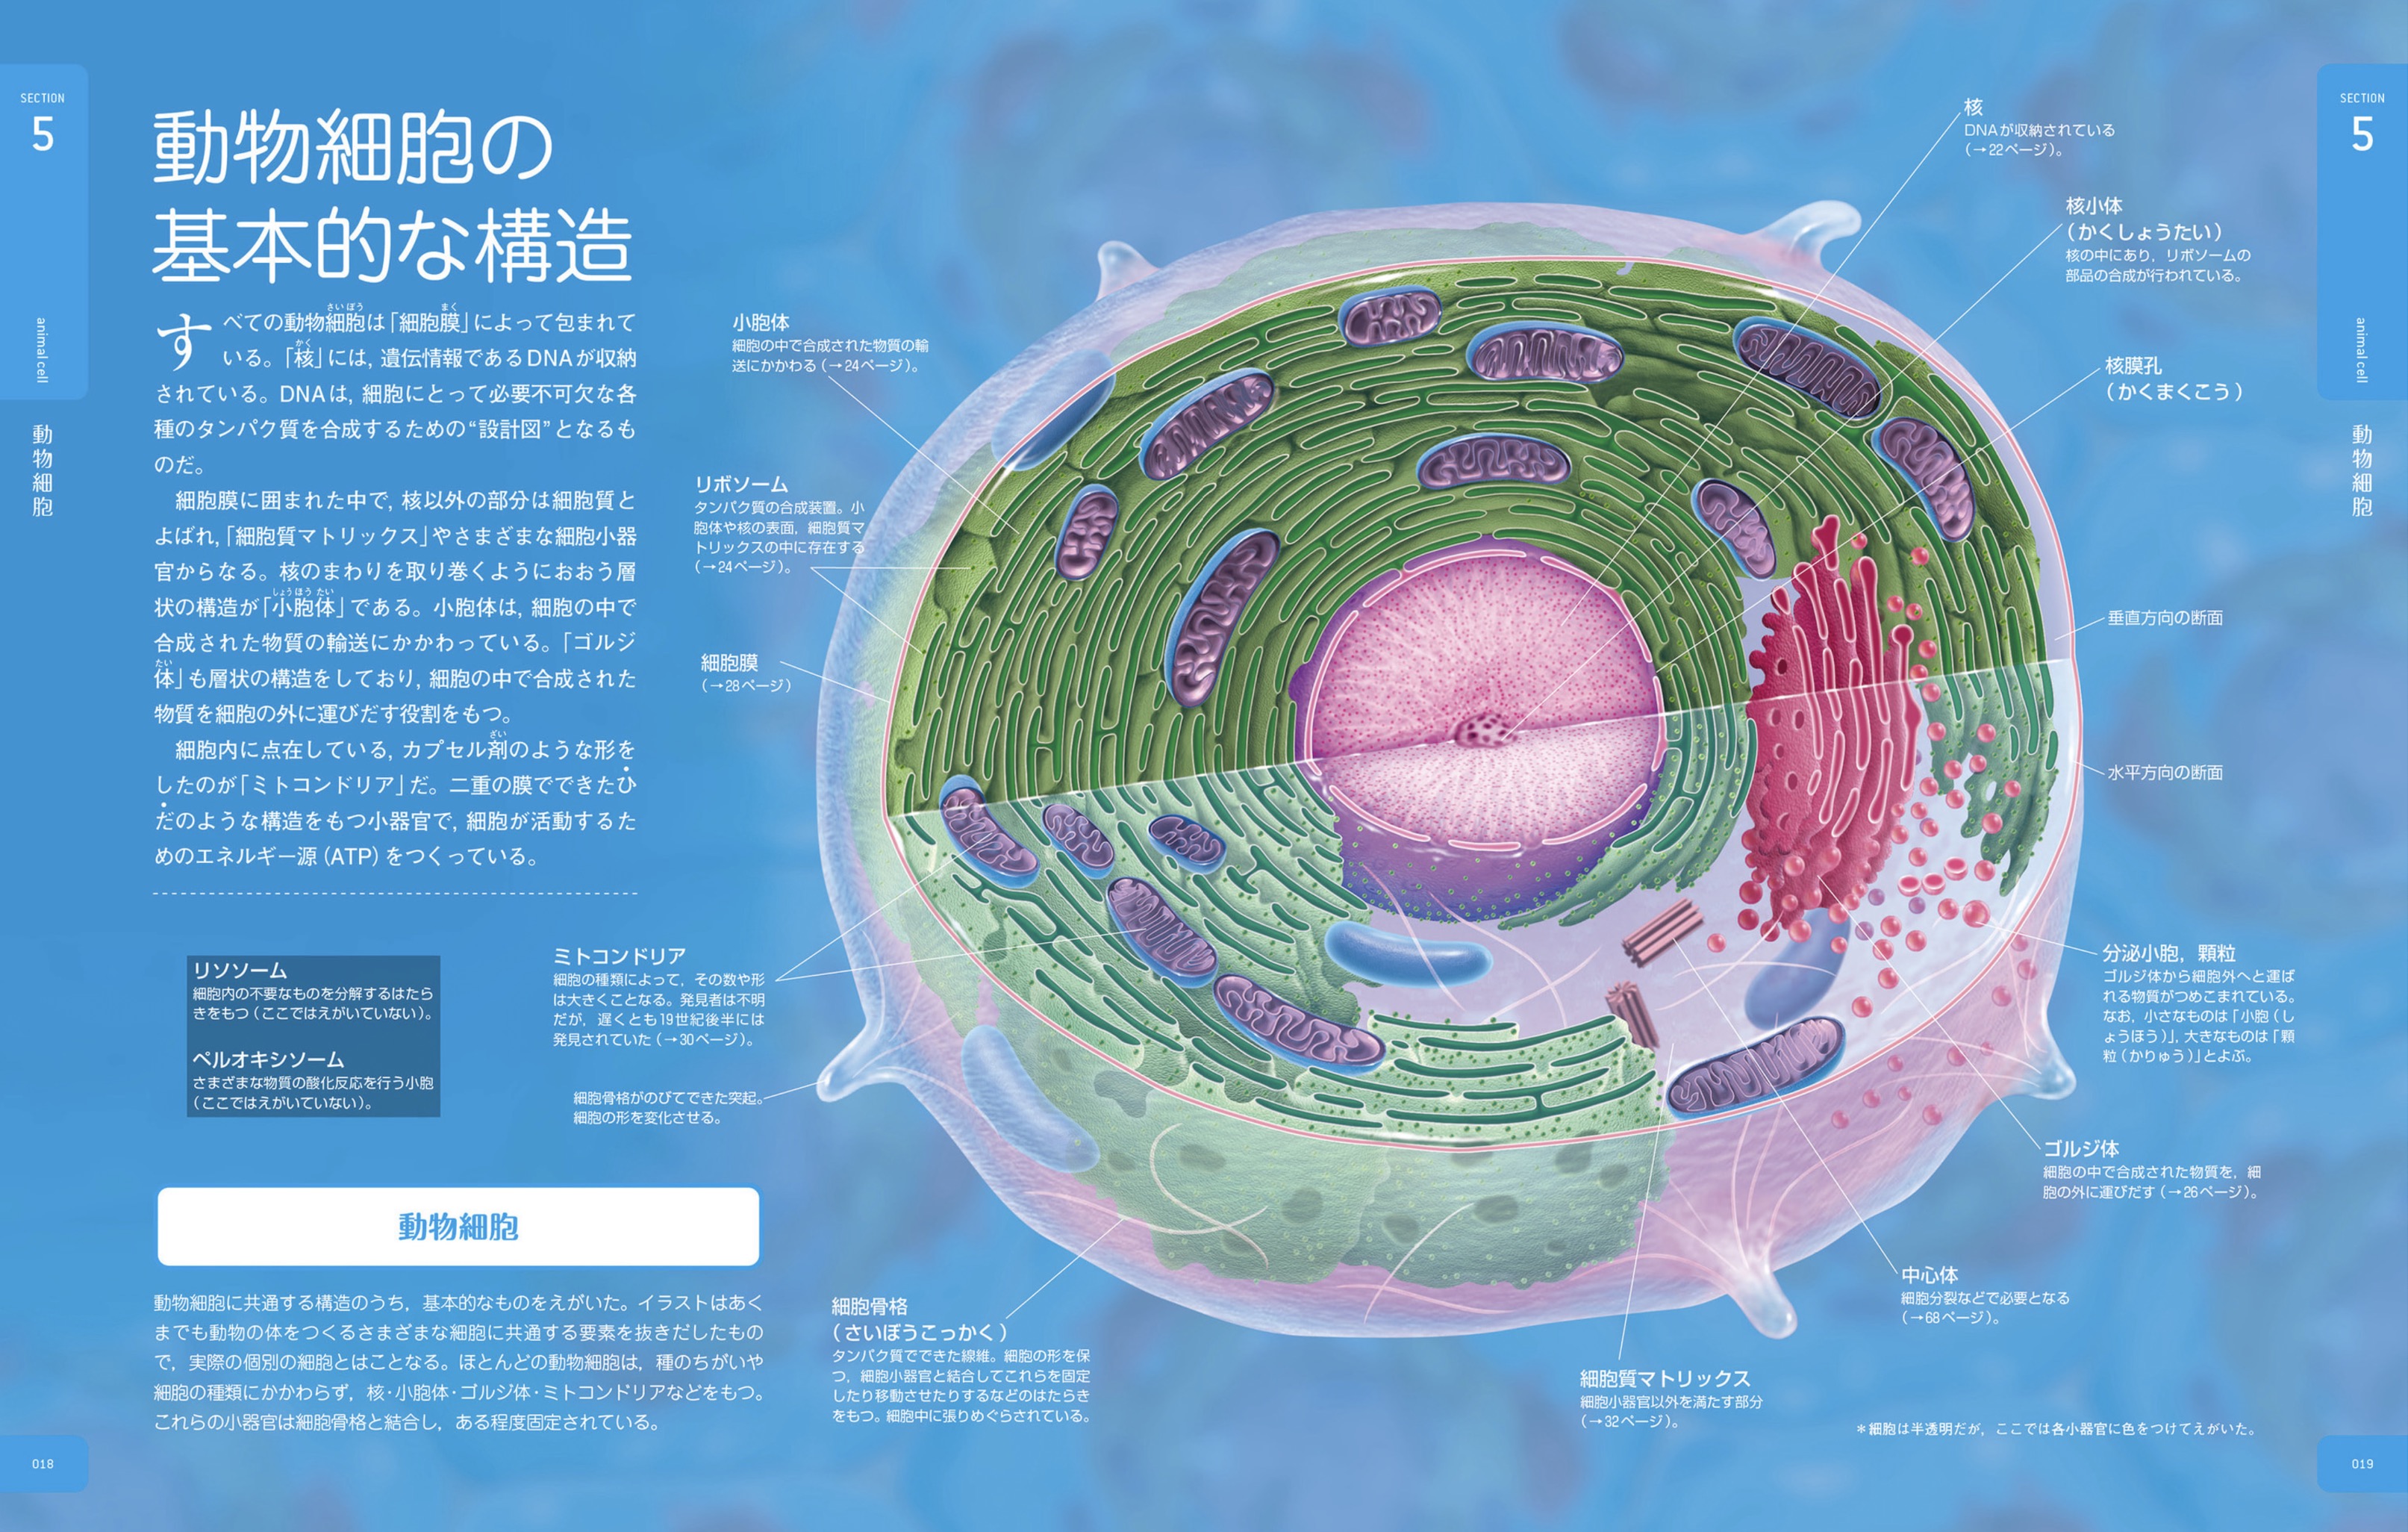 SECTION
5
animal cell
動物細胞
動物細胞の
基本的な構造
すべての動物細胞は「細胞膜」によって包まれて
さいぼう
まく
いる。「核」には，遺伝情報であるDNAが収納
かく
されている。DNAは，細胞にとって必要不可欠な各
種のタンパク質を合成するための“設計図”となるも
のだ。
細胞膜に囲まれた中で，核以外の部分は細胞質と
よばれ，「細胞質マトリックス」やさまざまな細胞小器
官からなる。核のまわりを取り巻くようにおおう層
状の構造が「小胞体」である。小胞体は，細胞の中で
しょうほうたい
合成された物質の輸送にかかわっている。「ゴルジ
体」も層状の構造をしており，細胞の中で合成された
たい
物質を細胞の外に運びだす役割をもつ。
細胞内に点在している，カプセル剤のような形を
ざい
したのが「ミトコンドリア」だ。二重の膜でできたひ
だのような構造をもつ小器官で，細胞が活動するた
めのエネルギー源（ATP）をつくっている。
リソソーム
細胞内の不要なものを分解するはたら
きをもつ（ここではえがいていない）。
ペルオキシソーム
さまざまな物質の酸化反応を行う小胞
（ここではえがいていない）。
動物細胞
動物細胞に共通する構造のうち，基本的なものをえがいた。イラストはあく
までも動物の体をつくるさまざまな細胞に共通する要素を抜きだしたもの
で，実際の個別の細胞とはことなる。ほとんどの動物細胞は，種のちがいや
細胞の種類にかかわらず，核・小胞体・ゴルジ体・ミトコンドリアなどをもつ。
これらの小器官は細胞骨格と結合し，ある程度固定されている。
018
小胞体
細胞の中で合成された物質の輸
送にかかわる（→24ページ）。
リボソーム
タンパク質の合成装置。小
胞体や核の表面，細胞質マ
トリックスの中に存在する
（→24ページ）。
細胞膜
（→28ページ）
ミトコンドリア
細胞の種類によって，その数や形
は大きくことなる。発見者は不明
だが，遅くとも19世紀後半には
発見されていた（→30ページ）。
細胞骨格がのびてできた突起。
細胞の形を変化させる。
細胞骨格
（さいぼうこっかく）
タンパク質でできた線維。細胞の形を保
つ，細胞小器官と結合してこれらを固定
したり移動させたりするなどのはたらき
をもつ。細胞中に張りめぐらされている。
核
DNAが収納されている
（→22ページ）。
核小体
（かくしょうたい）
核の中にあり，リボソームの
部品の合成が行われている。
核膜孔
（かくまくこう）
垂直方向の断面
水平方向の断面
分泌小胞，顆粒
ゴルジ体から細胞外へと運ば
れる物質がつめこまれている。
なお，小さなものは「小胞（し
ょうほう）」，大きなものは「顆
粒（かりゅう）」とよぶ。
ゴルジ体
細胞の中で合成された物質を，細
胞の外に運びだす（→26ページ）。
中心体
細胞分裂などで必要となる
（→68ページ）。
細胞質マトリックス
細胞小器官以外を満たす部分
（→32ページ）。
＊細胞は半透明だが，ここでは各小器官に色をつけてえがいた。
SECTION
5
animal cell
動物細胞
019